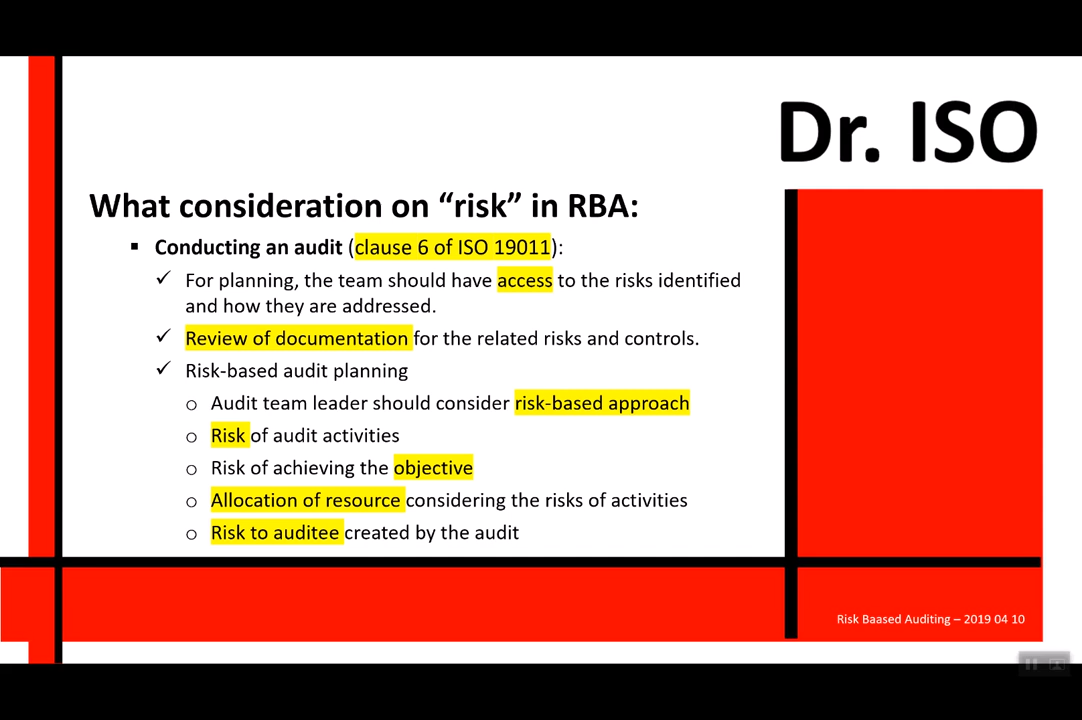 Dr. ISO
What consideration on “risk” in RBA:
▪ Conducting an audit (clause 6 of ISO 19011):
✓ For planning, the team should have access to the risks identified
and how they are addressed.
✓ Review of documentation for the related risks and controls.
✓ Risk-based audit planning
o Audit team leader should consider risk-based approach
o Risk of audit activities
o Risk of achieving the objective
o Allocation of resource considering the risks of activities
o Risk to auditee created by the audit
Risk Baased Auditing – 2019 04 10